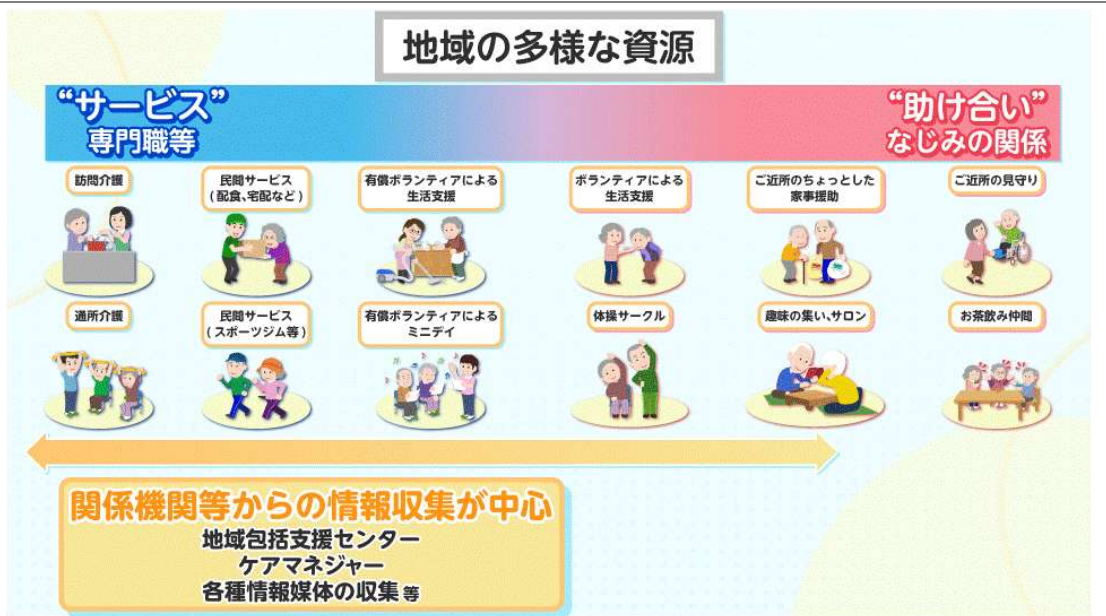 地域の多様な資源
“サービス”
専門職等
“助け合い”
なじみの関係
訪問介護
民間サービス
(配食、宅配など)
有償ボランティアによる
生活支援
ボランティアによる
生活支援
ご近所のちょっとした
家事援助
ご近所の見守り
通所介護
民間サービス
(スポーツジム等)
有償ボランティアによる
ミニデイ
体操サークル
趣味の集い、サロン
お茶飲み仲間
関係機関等からの情報収集が中心
地域包括支援センター
ケアマネジャー
各種情報媒体の収集 等